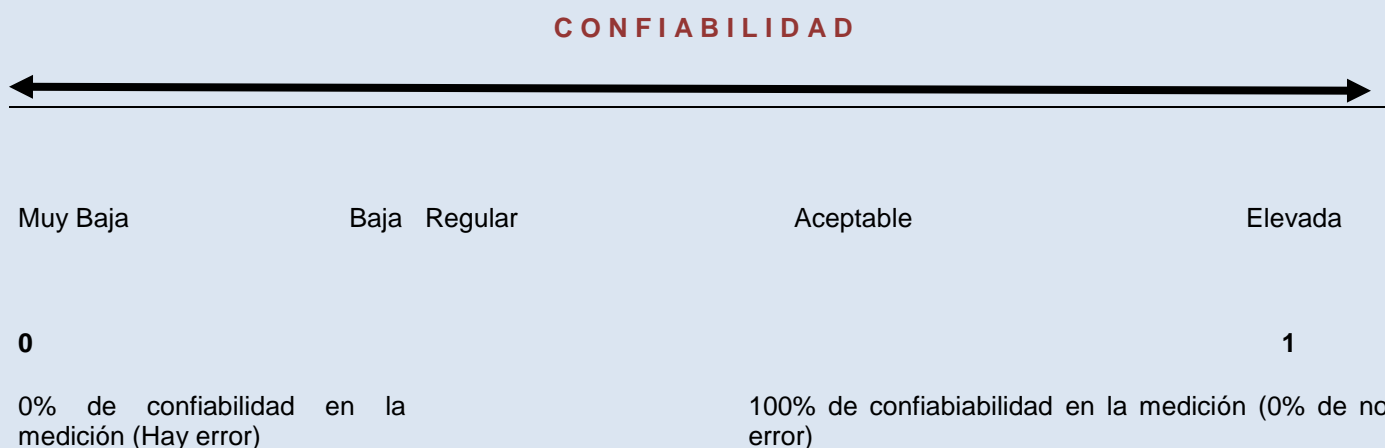 CONFIABILIDAD
Muy Baja Baja Regular Aceptable Elevada
0 1
0% de confiabilidad en la
medición (Hay error)
100% de confiabiabilidad en la medición (0% de no
error)